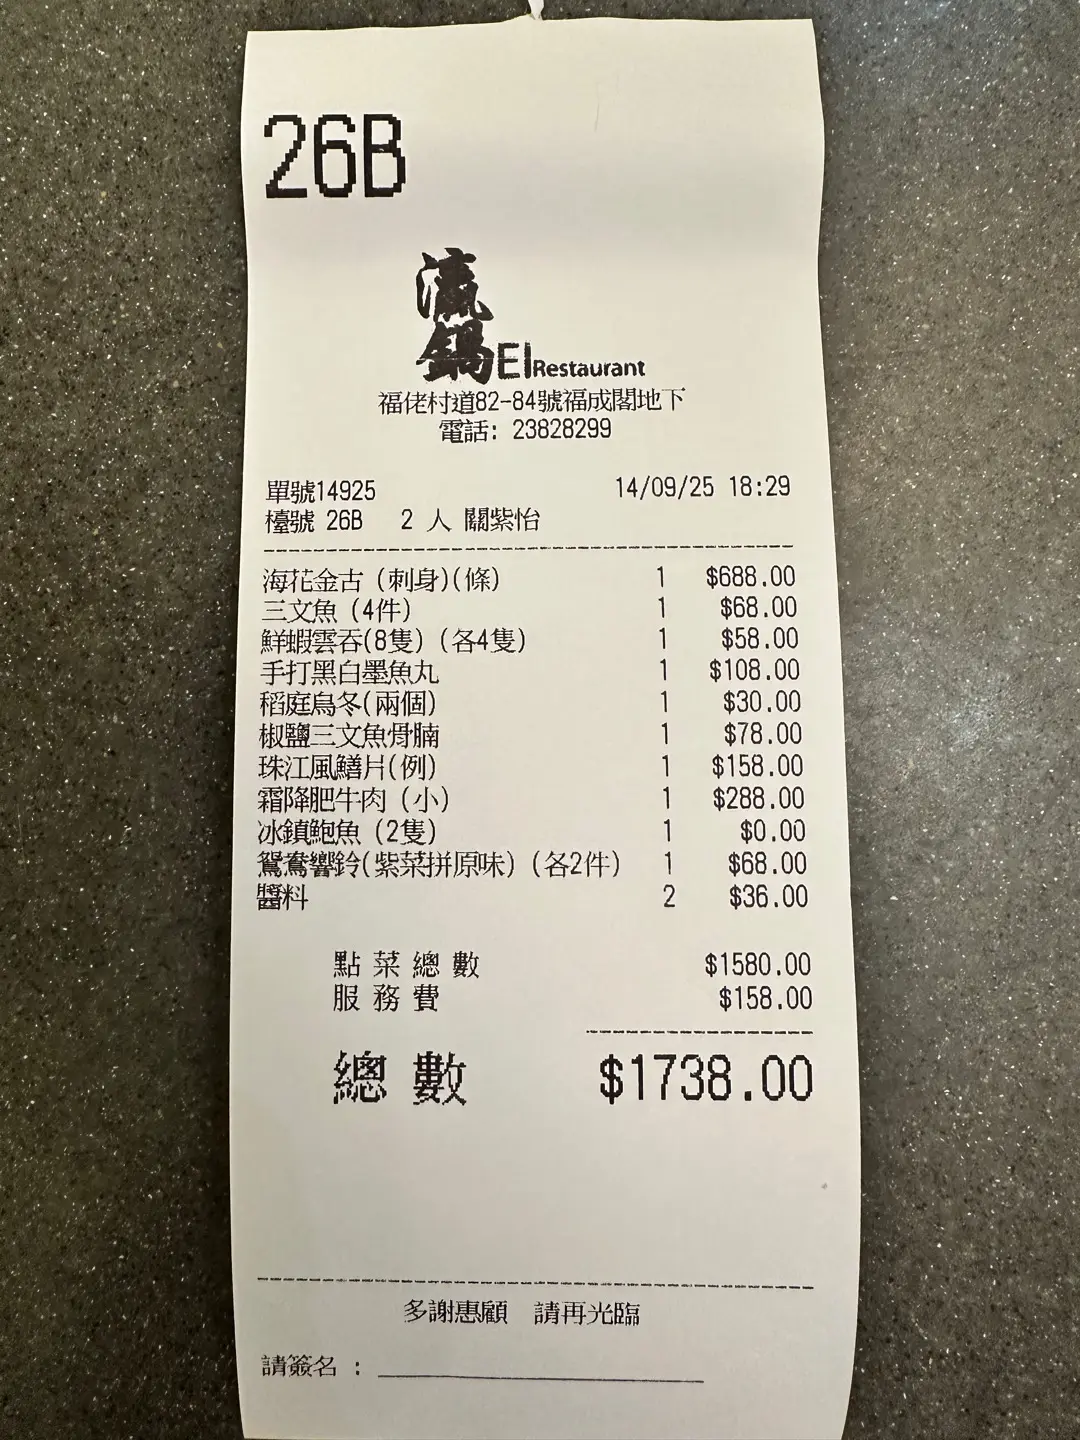 26B
瀛
鍋 EI Restaurant
福佬村道82-84號福成閣地下
電話: 23828299
單號14925 14/09/25 18:29
檯號 26B 2 人 關紫怡
海花金古 (刺身)(條) 1 $688.00
三文魚 (4件) 1 $68.00
鮮蝦雲吞(8隻) (各4隻) 1 $58.00
手打黑白墨魚丸 1 $108.00
稻庭烏冬(兩個) 1 $30.00
椒鹽三文魚骨腩 1 $78.00
珠江風鱔片(例) 1 $158.00
霜降肥牛肉 (小) 1 $288.00
冰鎮鮑魚 (2隻) 1 $0.00
鴛鴦響鈴(紫菜拼原味) (各2件) 1 $68.00
醬料 2 $36.00
點菜總數 $1580.00
服務費 $158.00
總數 $1738.00
多謝惠顧 請再光臨
請簽名 :